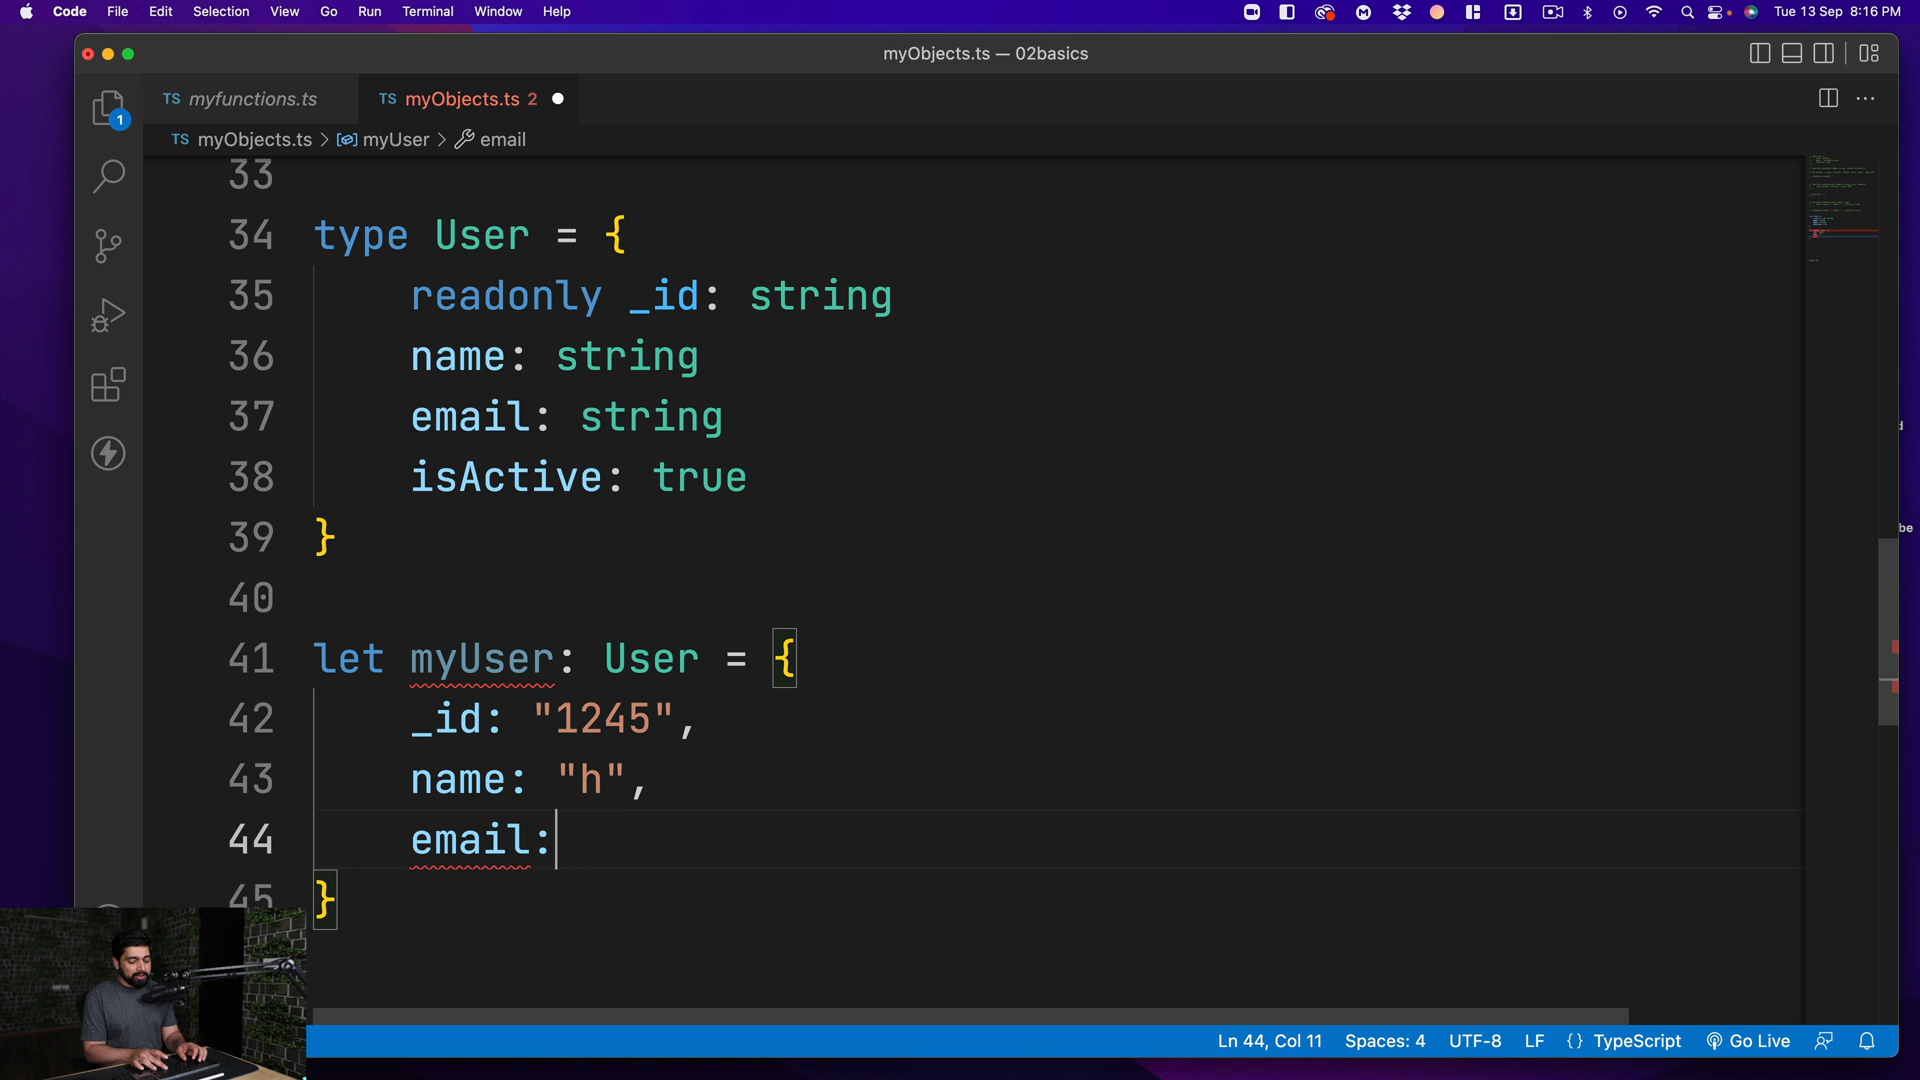 Code File Edit Selection View Go Run Terminal Window Help Tue 13 Sep 8:16 PM
myObjects.ts — 02basics
TS myfunctions.ts TS myObjects.ts 2
1
TS myObjects.ts > myUser > email
33
34 type User = {
35 readonly _id: string
36 name: string
37 email: string
38 isActive: true
39 }
40
41 let myUser: User = {
42 _id: "1245",
43 name: "h",
44 email:
45 }
be
Ln 44, Col 11 Spaces: 4 UTF-8 LF {} TypeScript Go Live